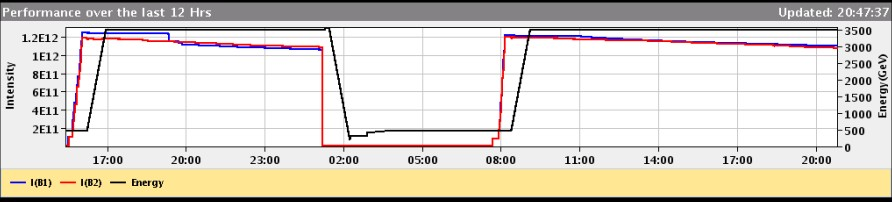 Performance over the last 12 Hrs Updated: 20:47:37
Intensity
1.2E12
1E12
8E11
6E11
4E11
2E11
3500
3000
2500
2000
1500
1000
500
0
Energy(GeV)
17:00 20:00 23:00 02:00 05:00 08:00 11:00 14:00 17:00 20:00
I(B1) I(B2) Energy